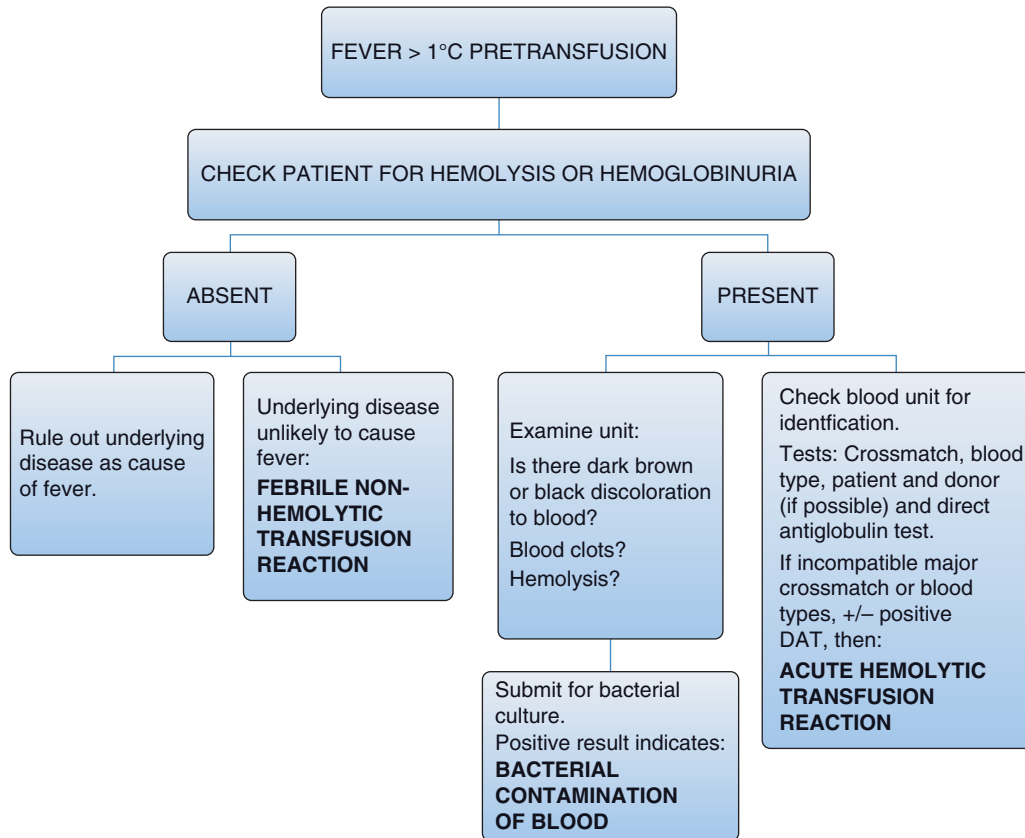 FEVER > 1°C PRETRANSFUSION
CHECK PATIENT FOR HEMOLYSIS OR HEMOGLOBINURIA
ABSENT
PRESENT
Rule out underlying
disease as cause
of fever.
Underlying disease
unlikely to cause
fever:
FEBRILE NON-
HEMOLYTIC
TRANSFUSION
REACTION
Examine unit:
Is there dark brown
or black discoloration
to blood?
Blood clots?
Hemolysis?
Check blood unit for
identfication.
Tests: Crossmatch, blood
type, patient and donor
(if possible) and direct
antiglobulin test.
If incompatible major
crossmatch or blood
types, +/– positive
DAT, then:
ACUTE HEMOLYTIC
TRANSFUSION
REACTION
Submit for bacterial
culture.
Positive result indicates:
BACTERIAL
CONTAMINATION
OF BLOOD